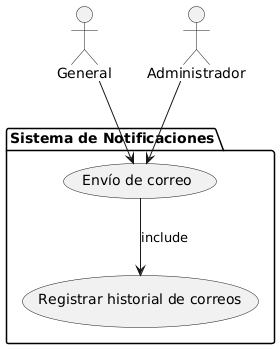 General
Administrador
Sistema de Notificaciones
Envío de correo
include
Registrar historial de correos